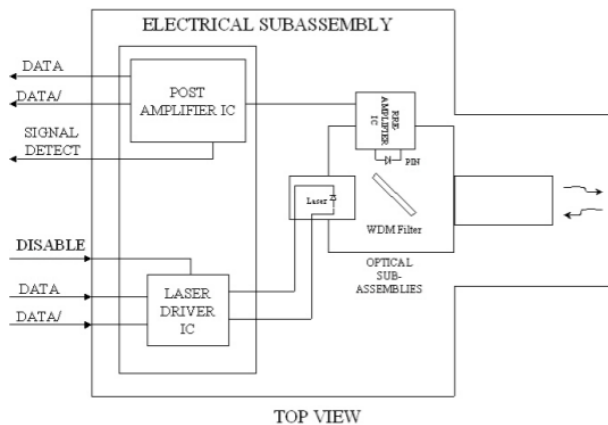 ELECTRICAL SUBASSEMBLY
DATA
DATA/
SIGNAL
DETECT
POST
AMPLIFIER IC
RRE-
AMPLIFIER
IC
PIN
Laser
WDM Filter
OPTICAL
SUB-
ASSEMBLIES
DISABLE
DATA
DATA/
LASER
DRIVER
IC
TOP VIEW